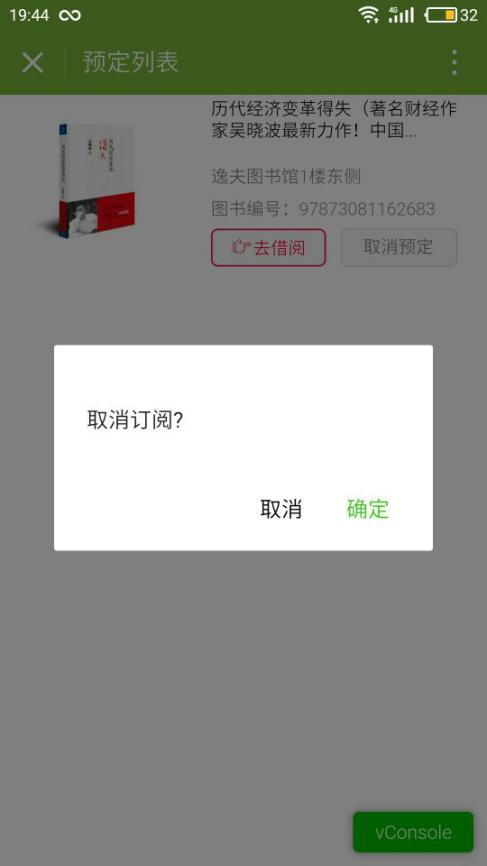 19:44
4G
32
预定列表
历代经济变革得失（著名财经作
家吴晓波最新力作！中国...
逸夫图书馆1楼东侧
图书编号：97873081162683
去借阅
取消预定
取消订阅?
取消
确定
vConsole